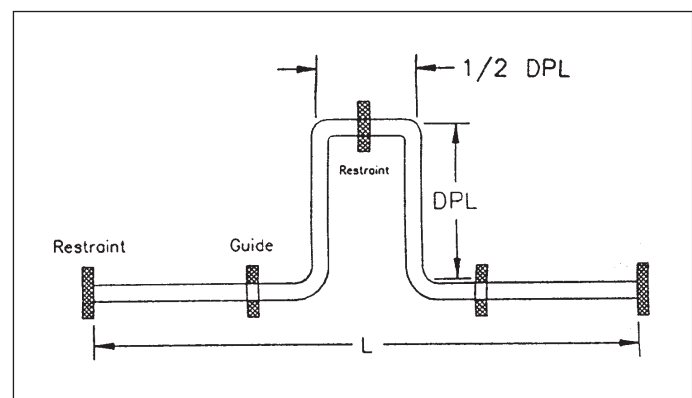 1/2 DPL
Restraint
DPL
Restraint
Guide
L